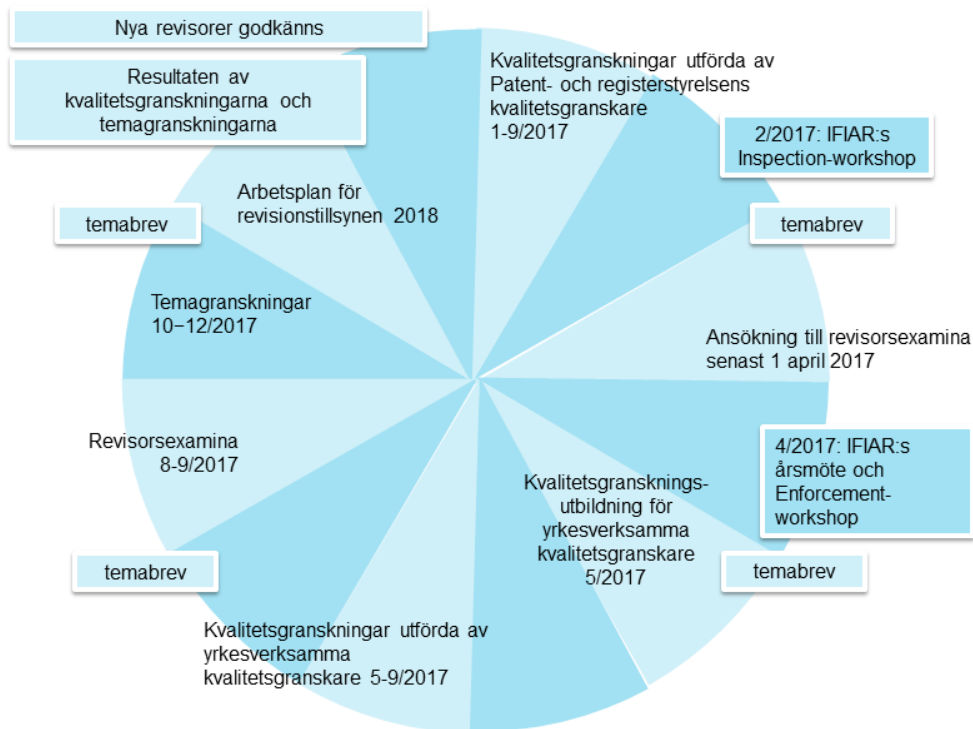 Nya revisorer godkänns
Resultaten av
kvalitetsgranskningarna och
temagranskningarna
Kvalitetsgranskningar utförda av
Patent- och registerstyrelsens
kvalitetsgranskare
1-9/2017
2/2017: IFIAR:s
Inspection-workshop
temabrev
Ansökning till revisorsexamina
senast 1 april 2017
4/2017: IFIAR:s
årsmöte och
Enforcement-
workshop
temabrev
Kvalitetsgransknings-
utbildning för
yrkesverksamma
kvalitetsgranskare
5/2017
Kvalitetsgranskningar utförda av
yrkesverksamma
kvalitetsgranskare 5-9/2017
temabrev
Revisorsexamina
8-9/2017
Temagranskningar
10−12/2017
temabrev
Arbetsplan för
revisionstillsynen 2018